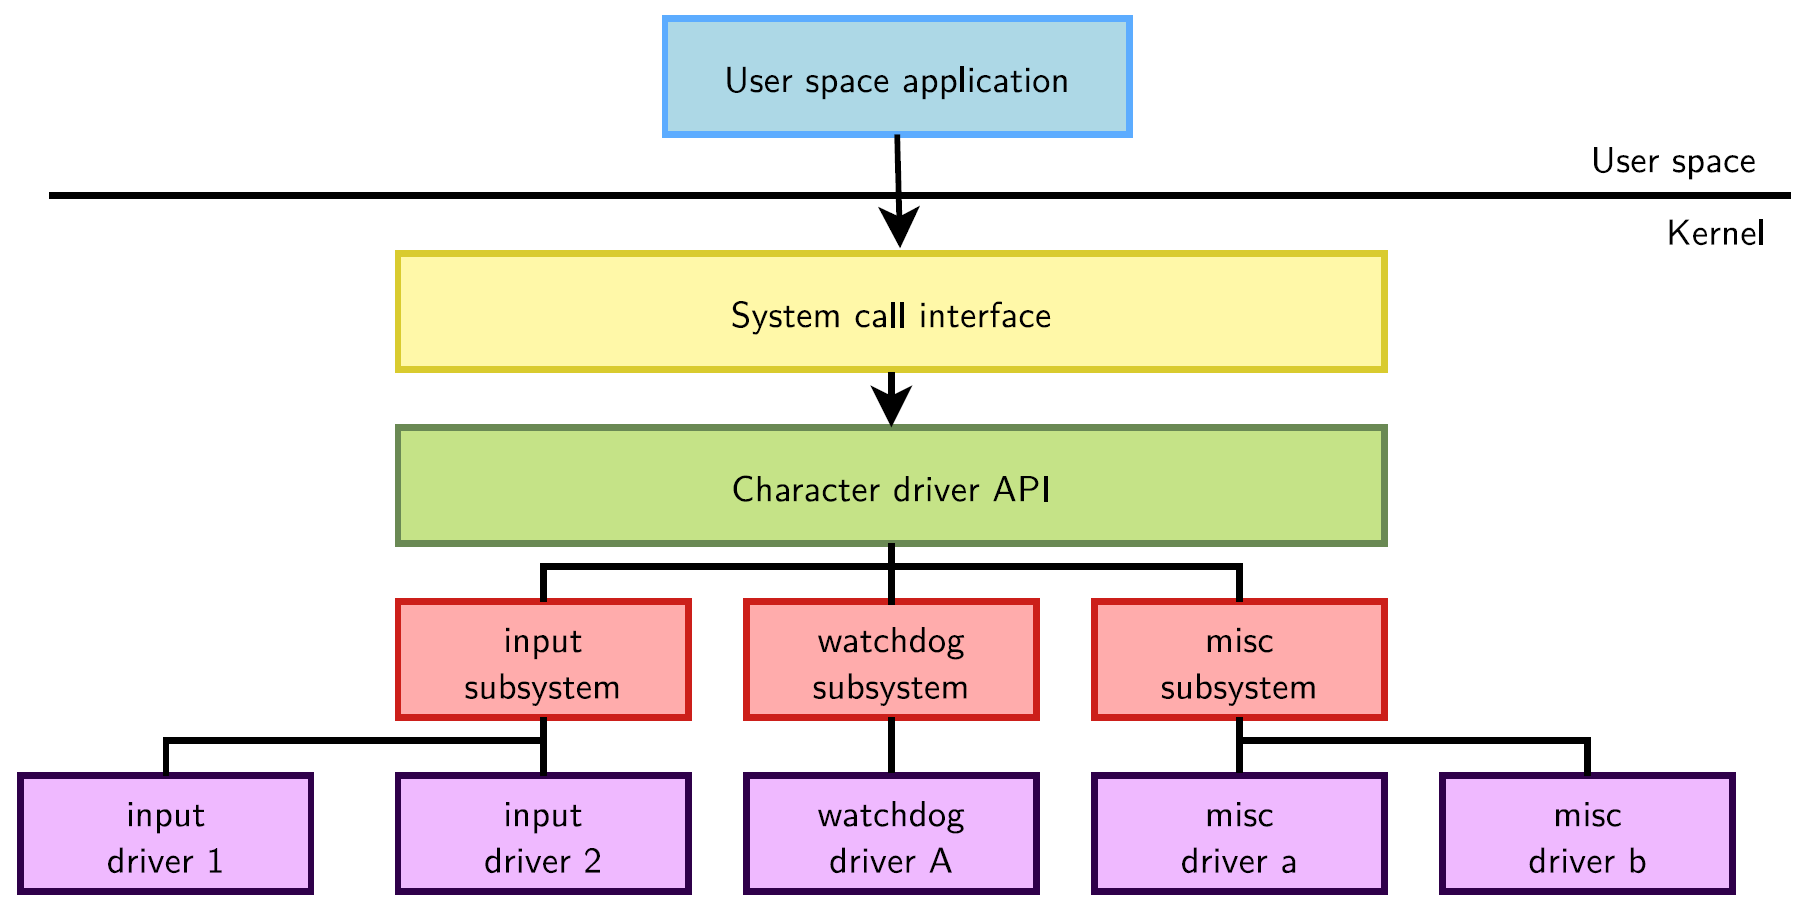 User space application
User space
Kernel
System call interface
Character driver API
input
subsystem
watchdog
subsystem
misc
subsystem
input
driver 1
input
driver 2
watchdog
driver A
misc
driver a
misc
driver b